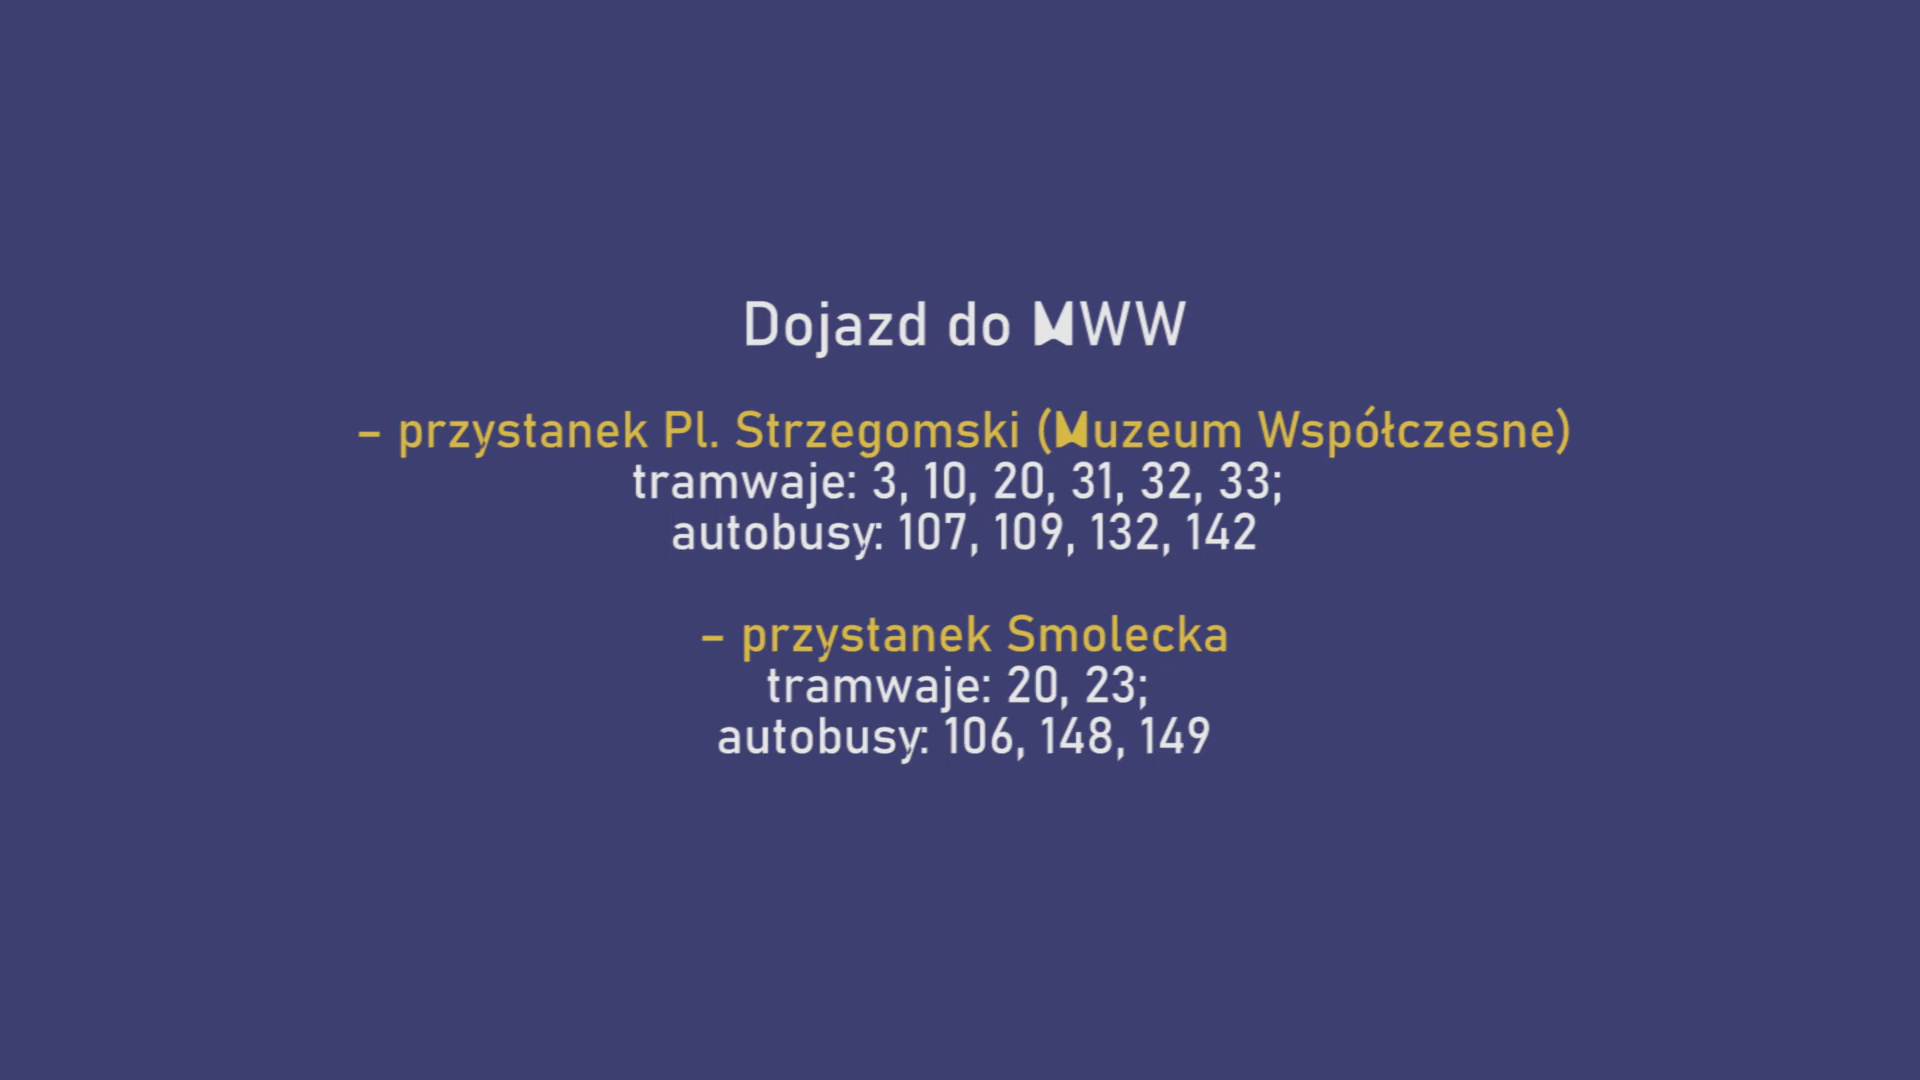 Dojazd do MWW
– przystanek Pl. Strzegomski (Muzeum Współczesne)
tramwaje: 3, 10, 20, 31, 32, 33;
autobusy: 107, 109, 132, 142
– przystanek Smolecka
tramwaje: 20, 23;
autobusy: 106, 148, 149